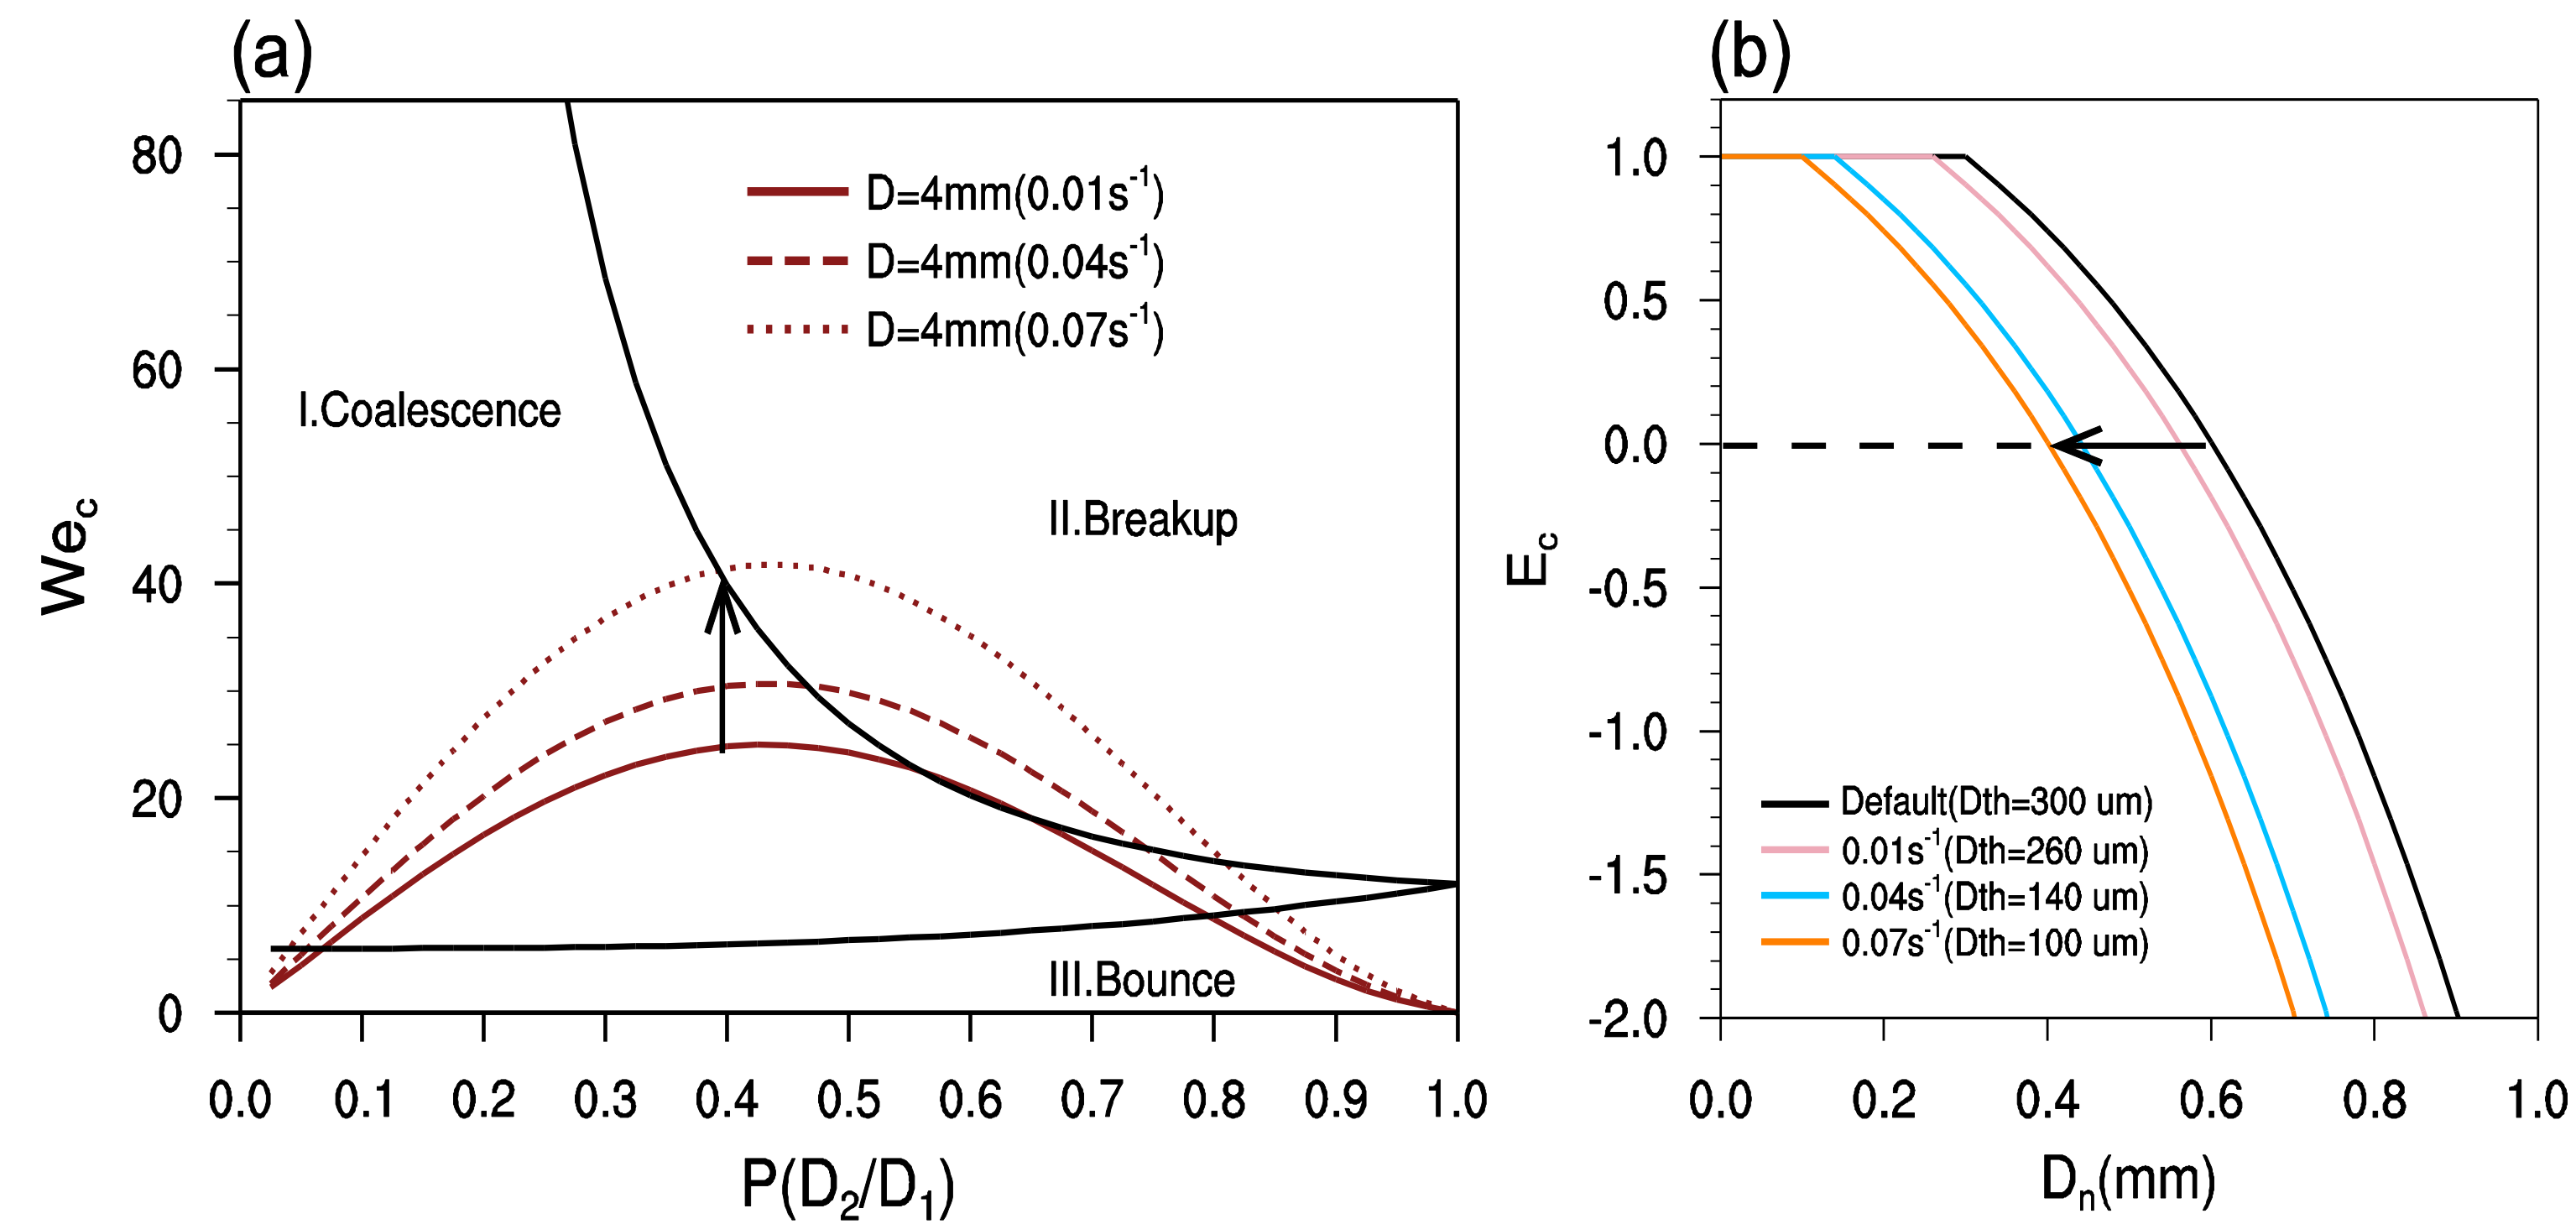 (a)
80
60
40
20
0
We_c
D=4mm(0.01s⁻¹)
D=4mm(0.04s⁻¹)
D=4mm(0.07s⁻¹)
I.Coalescence
II.Breakup
III.Bounce
0.0 0.1 0.2 0.3 0.4 0.5 0.6 0.7 0.8 0.9 1.0
P(D₂/D₁)
(b)
1.0
0.5
0.0
-0.5
-1.0
-1.5
-2.0
E_c
Default(Dth=300 um)
0.01s⁻¹(Dth=260 um)
0.04s⁻¹(Dth=140 um)
0.07s⁻¹(Dth=100 um)
0.0 0.2 0.4 0.6 0.8 1.0
Dₙ(mm)